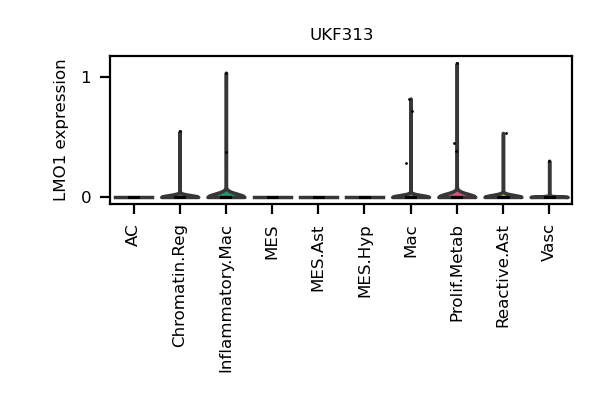 UKF313
LMO1 expression
1
0
AC
Chromatin.Reg
Inflammatory.Mac
MES
MES.Ast
MES.Hyp
Mac
Prolif.Metab
Reactive.Ast
Vasc